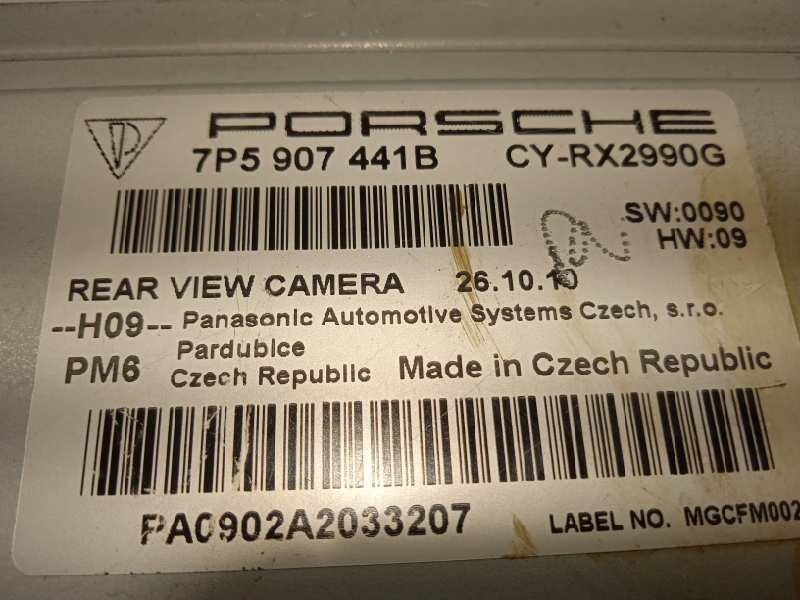 PORSCHE
7P5 907 441B CY-RX2990G
SW:0090
HW:09
REAR VIEW CAMERA 26.10.10
--H09-- Panasonic Automotive Systems Czech, s.r.o.
Pardubice
PM6 Czech Republic Made in Czech Republic
PA0902A2033207 LABEL NO. MGCFM002